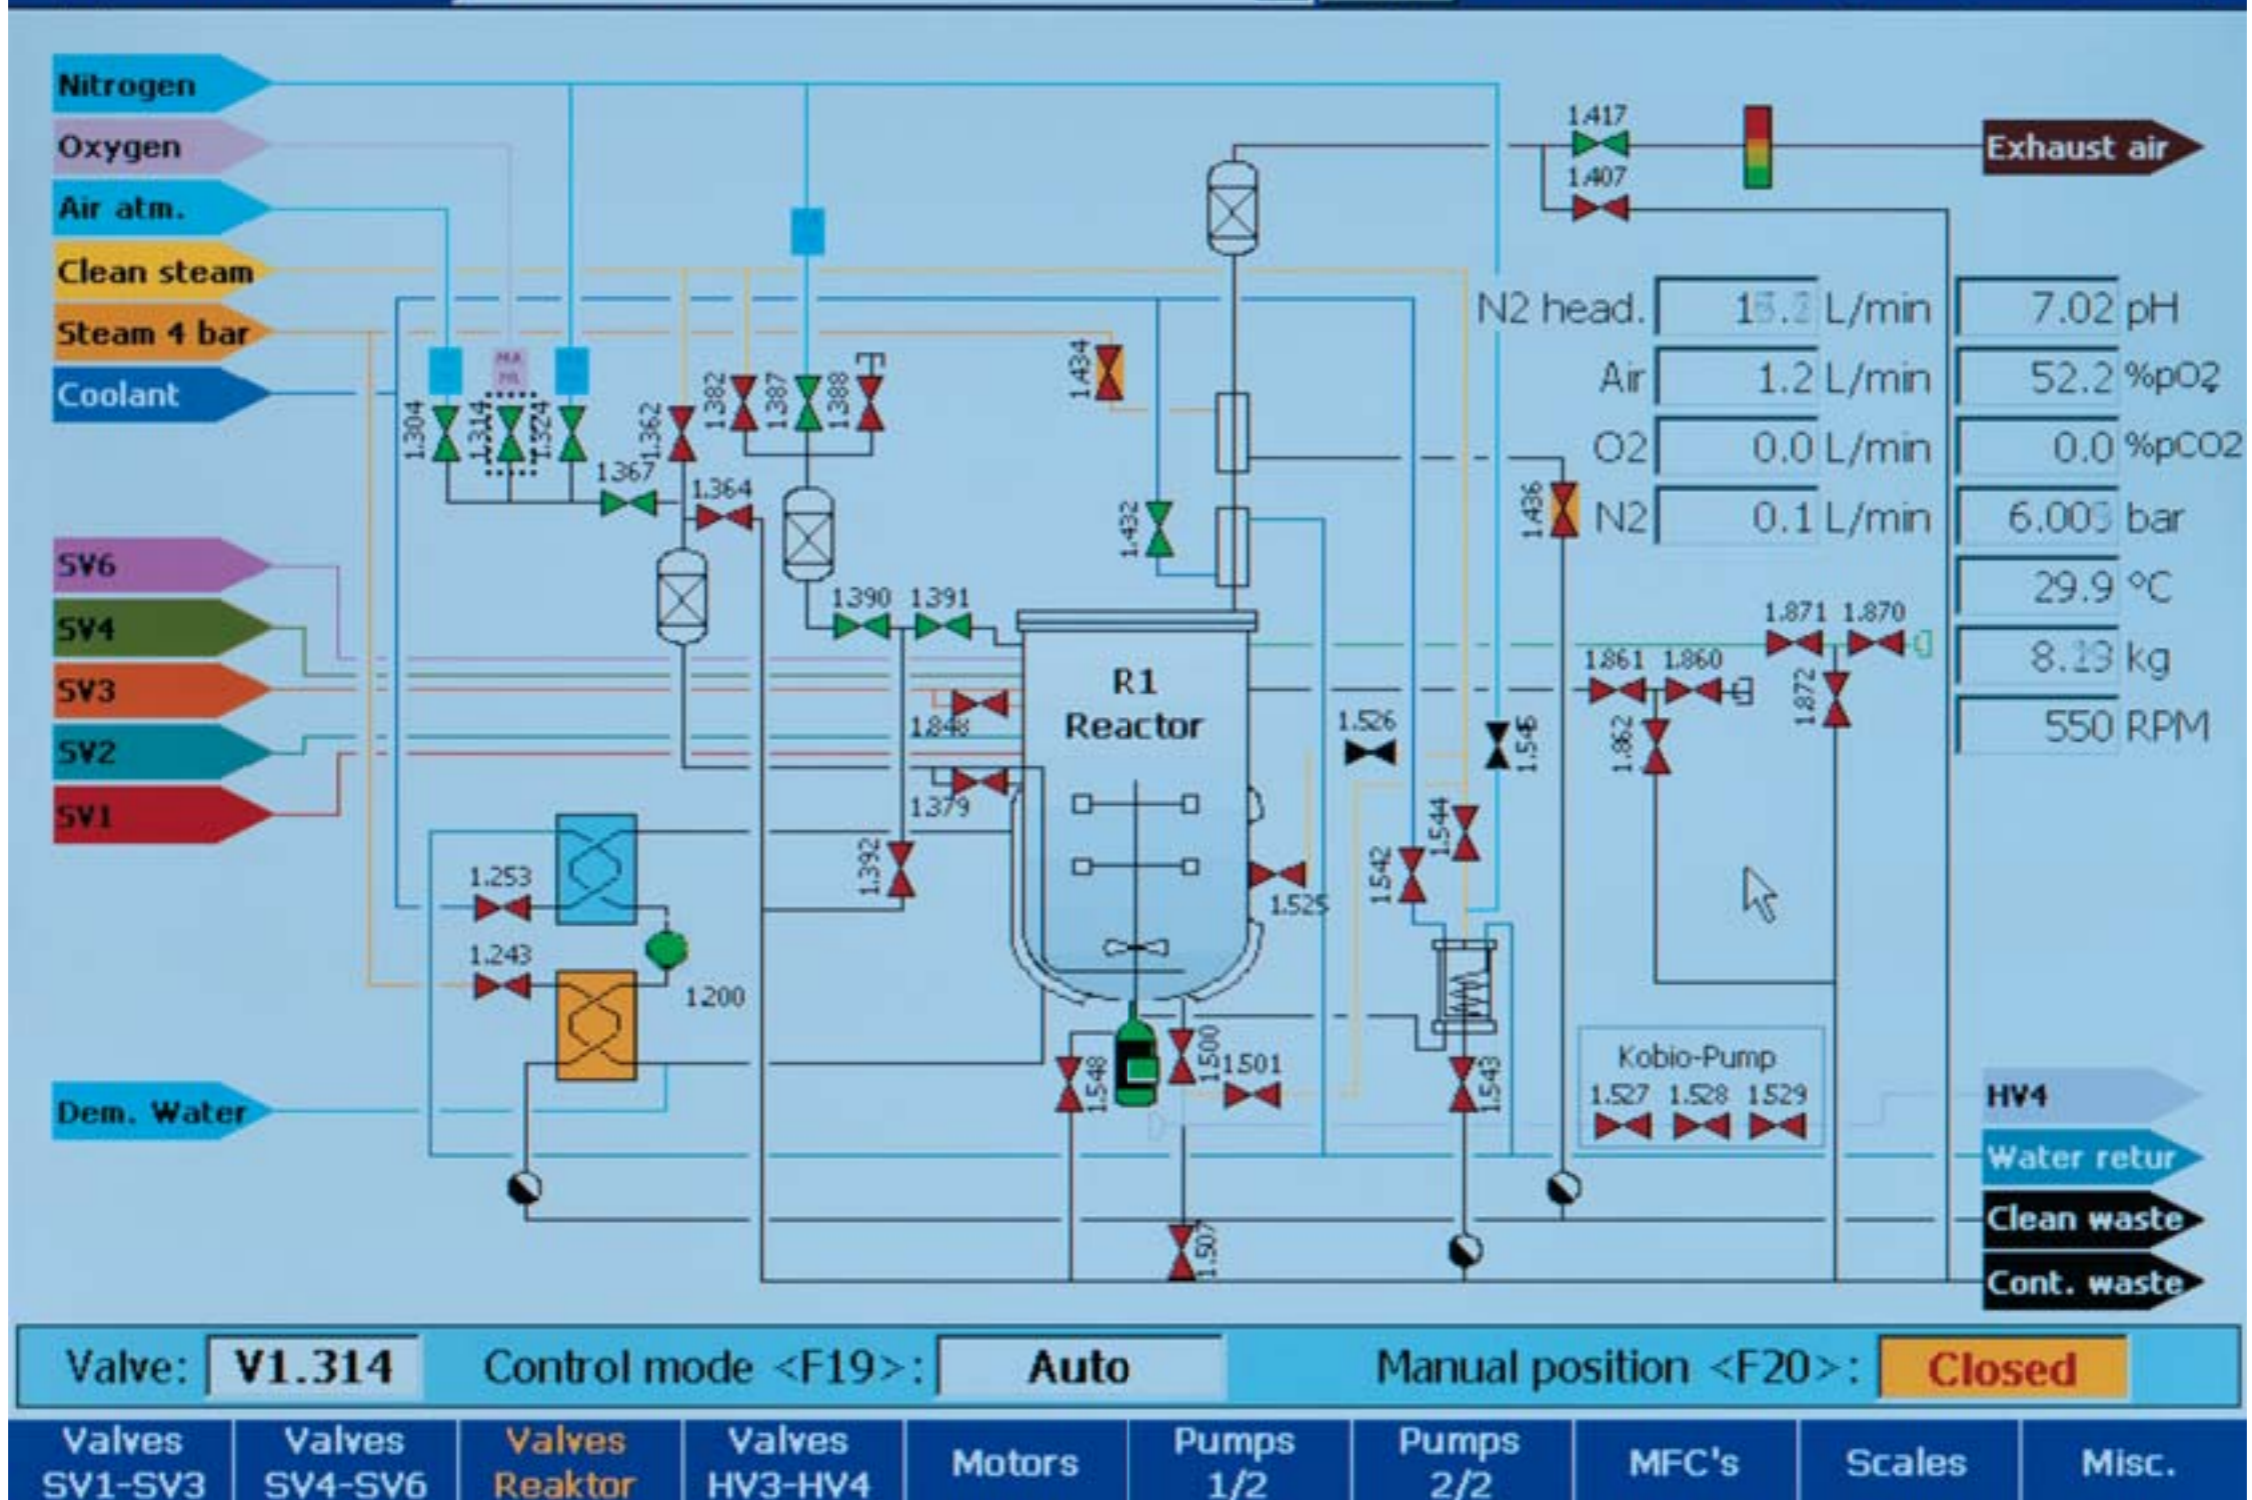 Nitrogen
Oxygen
Air atm.
Clean steam
Steam 4 bar
Coolant
SV6
SV4
SV3
SV2
SV1
Dem. Water
1.417
1.407
Exhaust air
1.304
1.314
1.324
MA
1.367
1.362
1.364
1.382
1.387
1.388
1.434
1.432
1.436
1.390
1.391
R1
Reactor
1.848
1.379
1.392
1.253
1.243
1.200
1.525
1.526
1.542
1.544
1.546
1.543
1.548
1.500
1.501
1.507
N2 head. L/min
Air 1.2 L/min
O2 0.0 L/min
N2 0.1 L/min
7.02 pH
52.2 %pO2
0.0 %pCO2
bar
29.9 °C
kg
550 RPM
1.871 1.870
1.861 1.860
1.862
1.872
Kobio-Pump
1.527 1.528 1.529
HV4
Water retur
Clean waste
Cont. waste
Valve: V1.314 Control mode <F19>: Auto Manual position <F20>: Closed
Valves
SV1-SV3
Valves
SV4-SV6
Valves
Reaktor
Valves
HV3-HV4
Motors
Pumps
1/2
Pumps
2/2
MFC's
Scales
Misc.